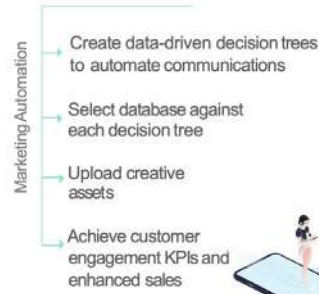 Marketing Automation
Create data-driven decision trees
to automate communications
Select database against
each decision tree
Upload creative
assets
Achieve customer
engagement KPIs and
enhanced sales